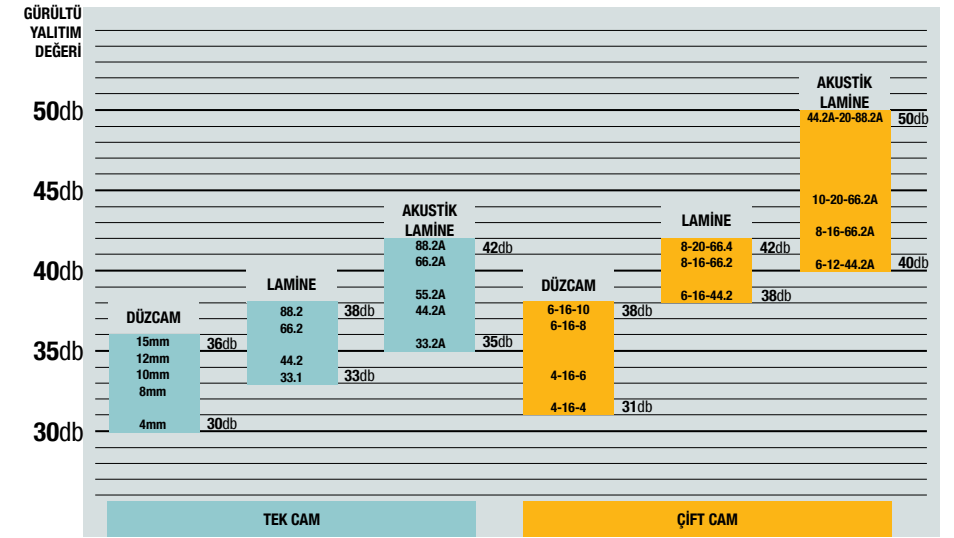 GÜRÜLTÜ
YALITIM
DEĞERİ
50db
45db
40db
35db
30db
DÜZCAM
15mm
12mm
10mm
8mm
4mm
36db
30db
LAMİNE
88.2
66.2
44.2
33.1
38db
33db
AKUSTİK
LAMİNE
88.2A
66.2A
55.2A
44.2A
33.2A
42db
35db
DÜZCAM
6-16-10
6-16-8
4-16-6
4-16-4
38db
31db
LAMİNE
8-20-66.4
8-16-66.2
6-16-44.2
42db
38db
AKUSTİK
LAMİNE
44.2A-20-88.2A
10-20-66.2A
8-16-66.2A
6-12-44.2A
50db
40db
TEK CAM
ÇİFT CAM